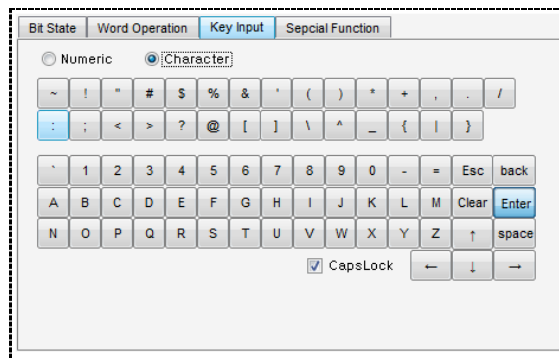 Bit State Word Operation Key Input Sepcial Function
Numeric Character
~ ! " # $ % & ' ( ) * + , . /
: ; < > ? @ [ ] \ ^ _ { | }
` 1 2 3 4 5 6 7 8 9 0 - = Esc back
A B C D E F G H I J K L M Clear Enter
N O P Q R S T U V W X Y Z ↑ space
CapsLock ← ↓ →